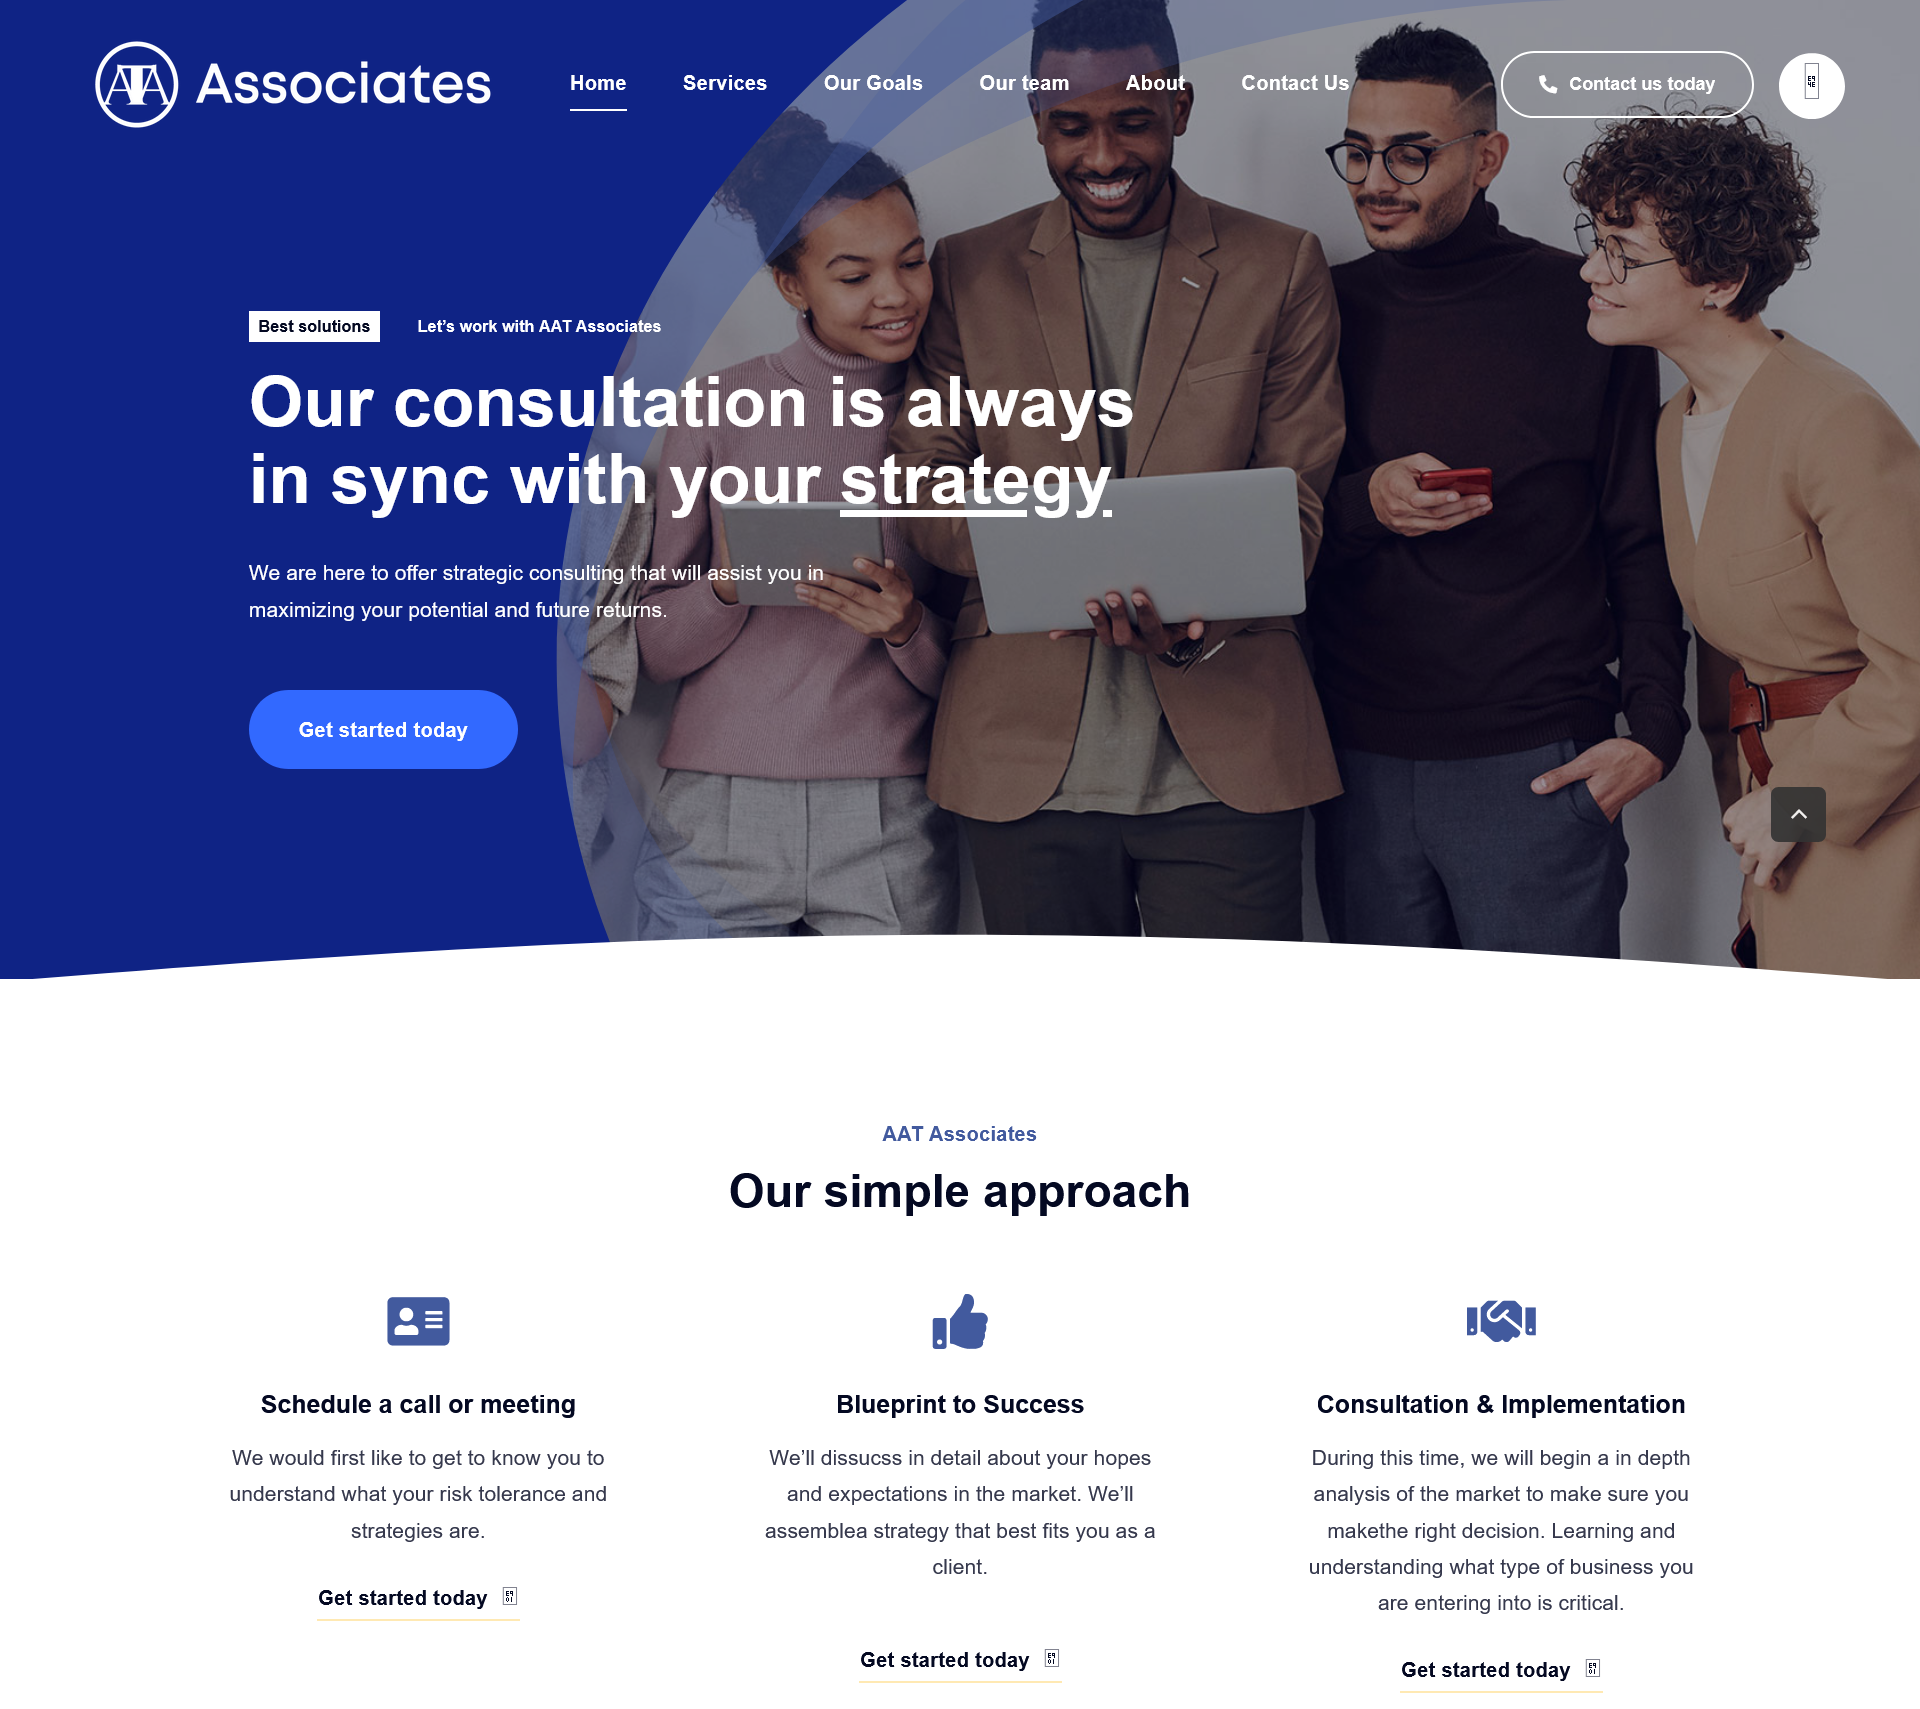 ATA Associates
Home
Services
Our Goals
Our team
About
Contact Us
Contact us today
Best solutions
Let’s work with AAT Associates
Our consultation is always
in sync with your strategy
We are here to offer strategic consulting that will assist you in
maximizing your potential and future returns.
Get started today
AAT Associates
Our simple approach
Schedule a call or meeting
We would first like to get to know you to
understand what your risk tolerance and
strategies are.
Get started today
Blueprint to Success
We’ll dissucss in detail about your hopes
and expectations in the market. We’ll
assemblea strategy that best fits you as a
client.
Get started today
Consultation & Implementation
During this time, we will begin a in depth
analysis of the market to make sure you
makethe right decision. Learning and
understanding what type of business you
are entering into is critical.
Get started today